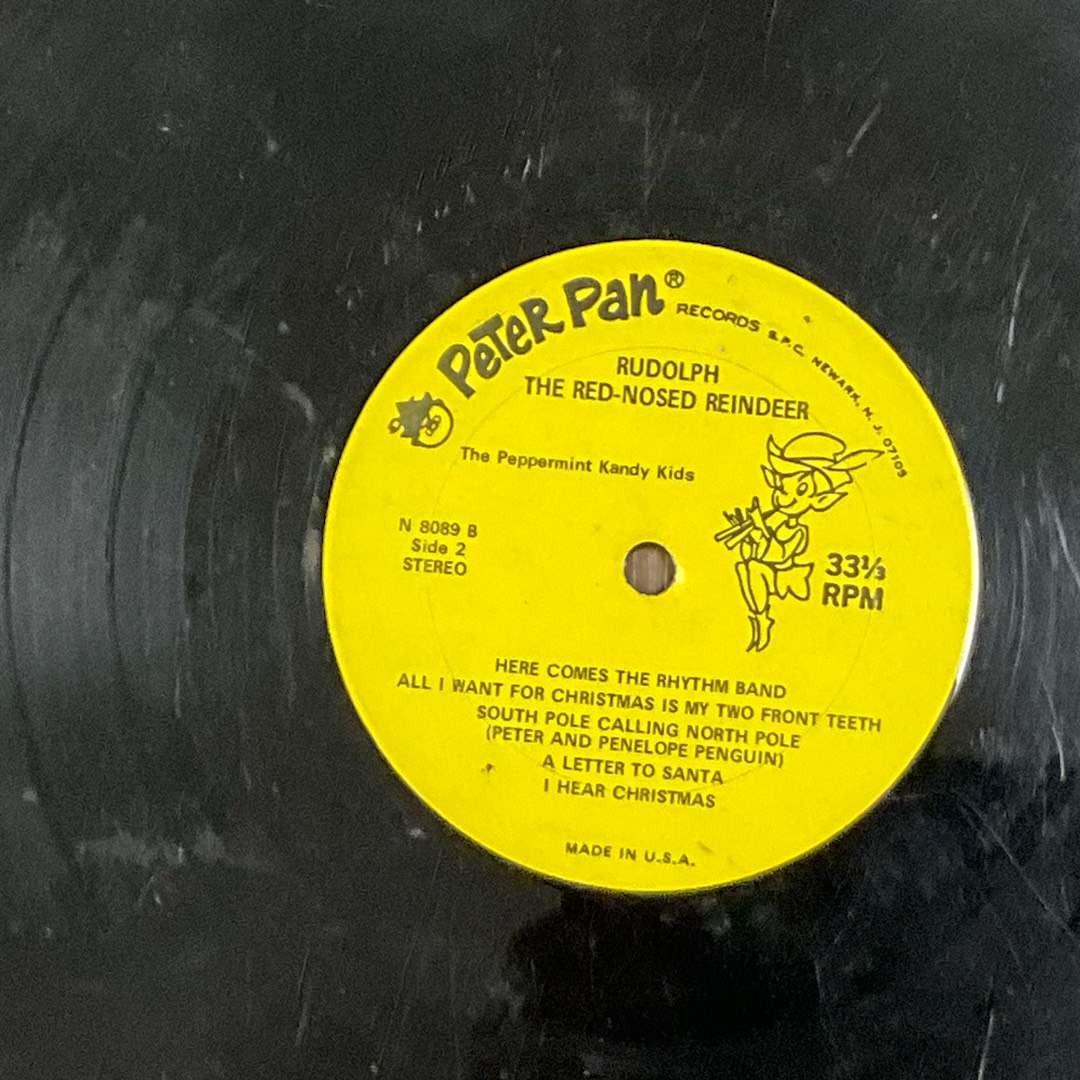 PETER PAN® RECORDS & P.C. NEWARK, N. J. 07105
RUDOLPH
THE RED-NOSED REINDEER
The Peppermint Kandy Kids
N 8089 B
Side 2
STEREO
33⅓
RPM
HERE COMES THE RHYTHM BAND
ALL I WANT FOR CHRISTMAS IS MY TWO FRONT TEETH
SOUTH POLE CALLING NORTH POLE
(PETER AND PENELOPE PENGUIN)
A LETTER TO SANTA
I HEAR CHRISTMAS
MADE IN U.S.A.